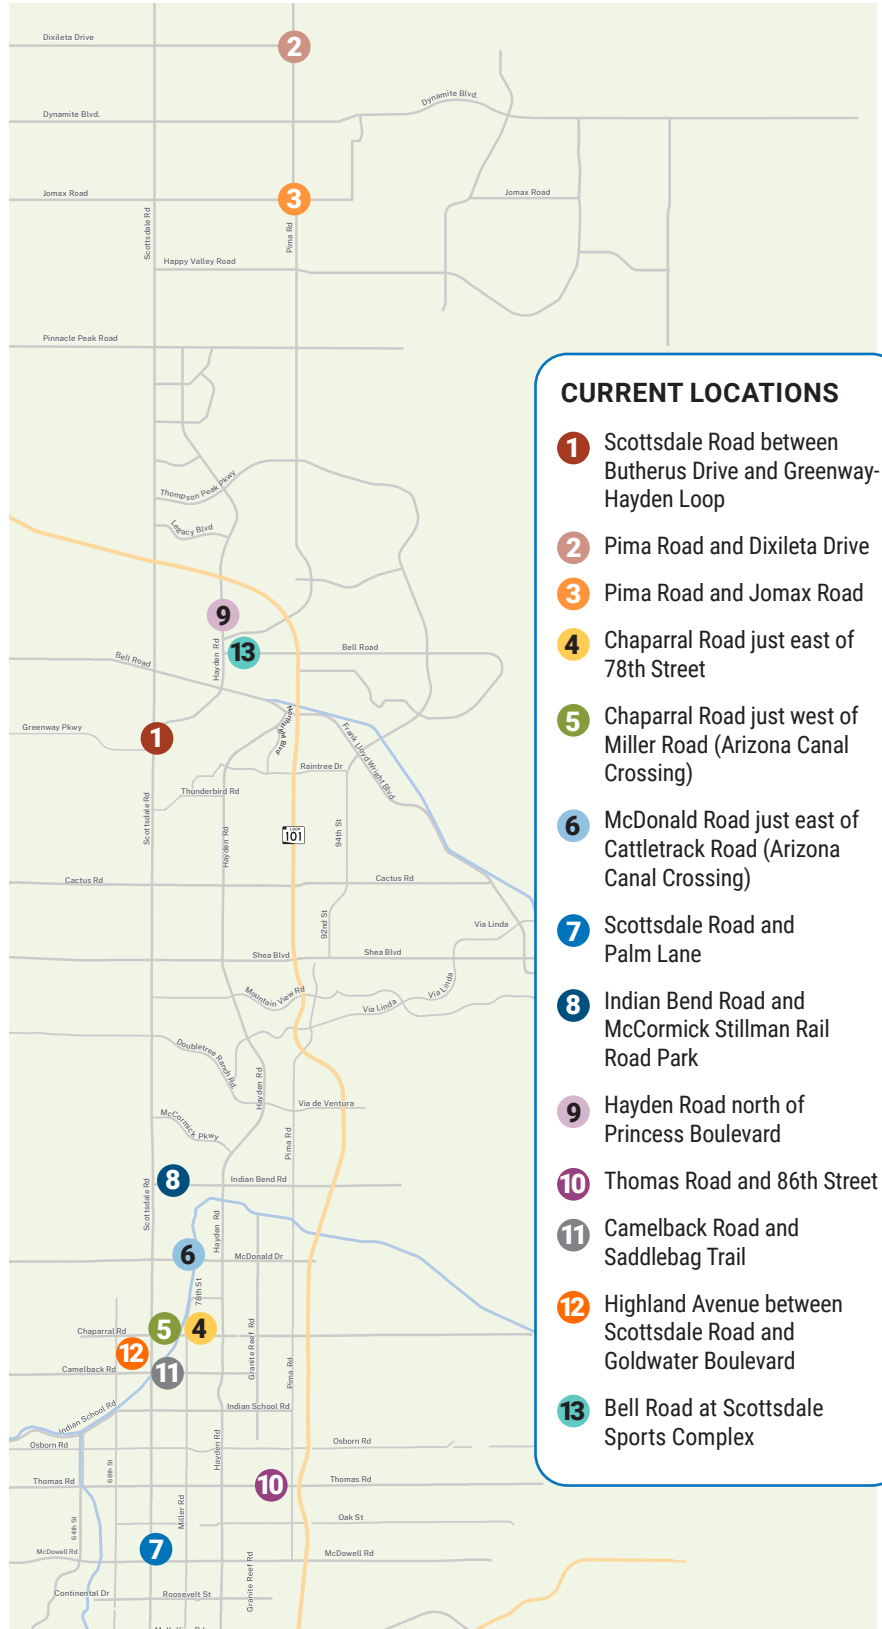 Dixileta Drive
2
Dynamite Blvd.
Dynamite Blvd.
Jomax Road
3
Jomax Road
Scottsdale Rd
Pima Rd
Happy Valley Road
Pinnacle Peak Road
CURRENT LOCATIONS
1 Scottsdale Road between
Butherus Drive and Greenway-
Hayden Loop
2 Pima Road and Dixileta Drive
3 Pima Road and Jomax Road
4 Chaparral Road just east of
78th Street
5 Chaparral Road just west of
Miller Road (Arizona Canal
Crossing)
6 McDonald Road just east of
Cattletrack Road (Arizona
Canal Crossing)
7 Scottsdale Road and
Palm Lane
8 Indian Bend Road and
McCormick Stillman Rail
Road Park
9 Hayden Road north of
Princess Boulevard
10 Thomas Road and 86th Street
11 Camelback Road and
Saddlebag Trail
12 Highland Avenue between
Scottsdale Road and
Goldwater Boulevard
13 Bell Road at Scottsdale
Sports Complex
Thompson Peak Pkwy
Legacy Blvd
9
Hayden Rd
13
Bell Road
Bell Road
Greenway Pkwy
1
Northsight Blvd
Frank Lloyd Wright Blvd
Raintree Dr
Thunderbird Rd
Scottsdale Rd
Hayden Rd
LOOP
101
94th St
Cactus Rd
Cactus Rd
92nd St
Via Linda
Shea Blvd
Shea Blvd
Mountain View Rd
Via Linda
Via Linda
Doubletree Ranch Rd.
Hayden Rd
Via de Ventura
McCormick Pkwy
Pima Rd
8
Indian Bend Rd
Scottsdale Rd
Hayden Rd
6
McDonald Dr
78th St
Chaparral Rd
5
4
12
Granite Reef Rd
Camelback Rd
11
Pima Rd
Indian School Rd
Indian School Rd
Osborn Rd
Hayden Rd
Osborn Rd
68th St
Thomas Rd
10
Thomas Rd
Miller Rd
64th St
Oak St
7
McDowell Rd
McDowell Rd
Granite Reef Rd
Continental Dr
Roosevelt St